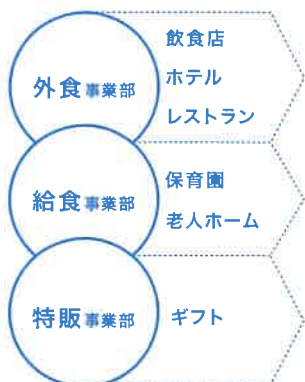 外食事業部
飲食店
ホテル
レストラン
給食事業部
保育園
老人ホーム
特販事業部
ギフト